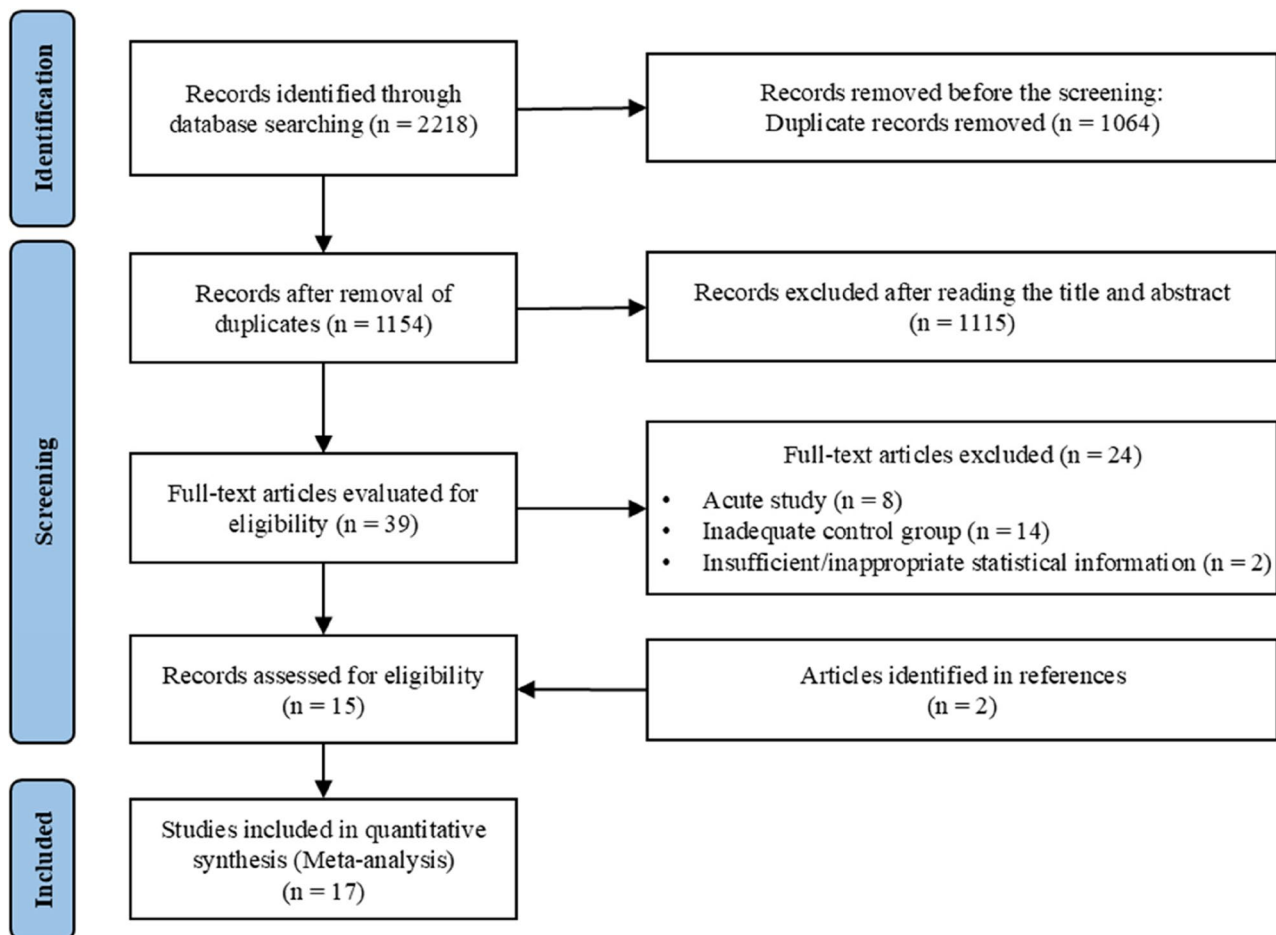 Identification
Records identified through
database searching (n = 2218)
Records removed before the screening:
Duplicate records removed (n = 1064)
Screening
Records after removal of
duplicates (n = 1154)
Records excluded after reading the title and abstract
(n = 1115)
Full-text articles evaluated for
eligibility (n = 39)
Full-text articles excluded (n = 24)
• Acute study (n = 8)
• Inadequate control group (n = 14)
• Insufficient/inappropriate statistical information (n = 2)
Records assessed for eligibility
(n = 15)
Articles identified in references
(n = 2)
Included
Studies included in quantitative
synthesis (Meta-analysis)
(n = 17)